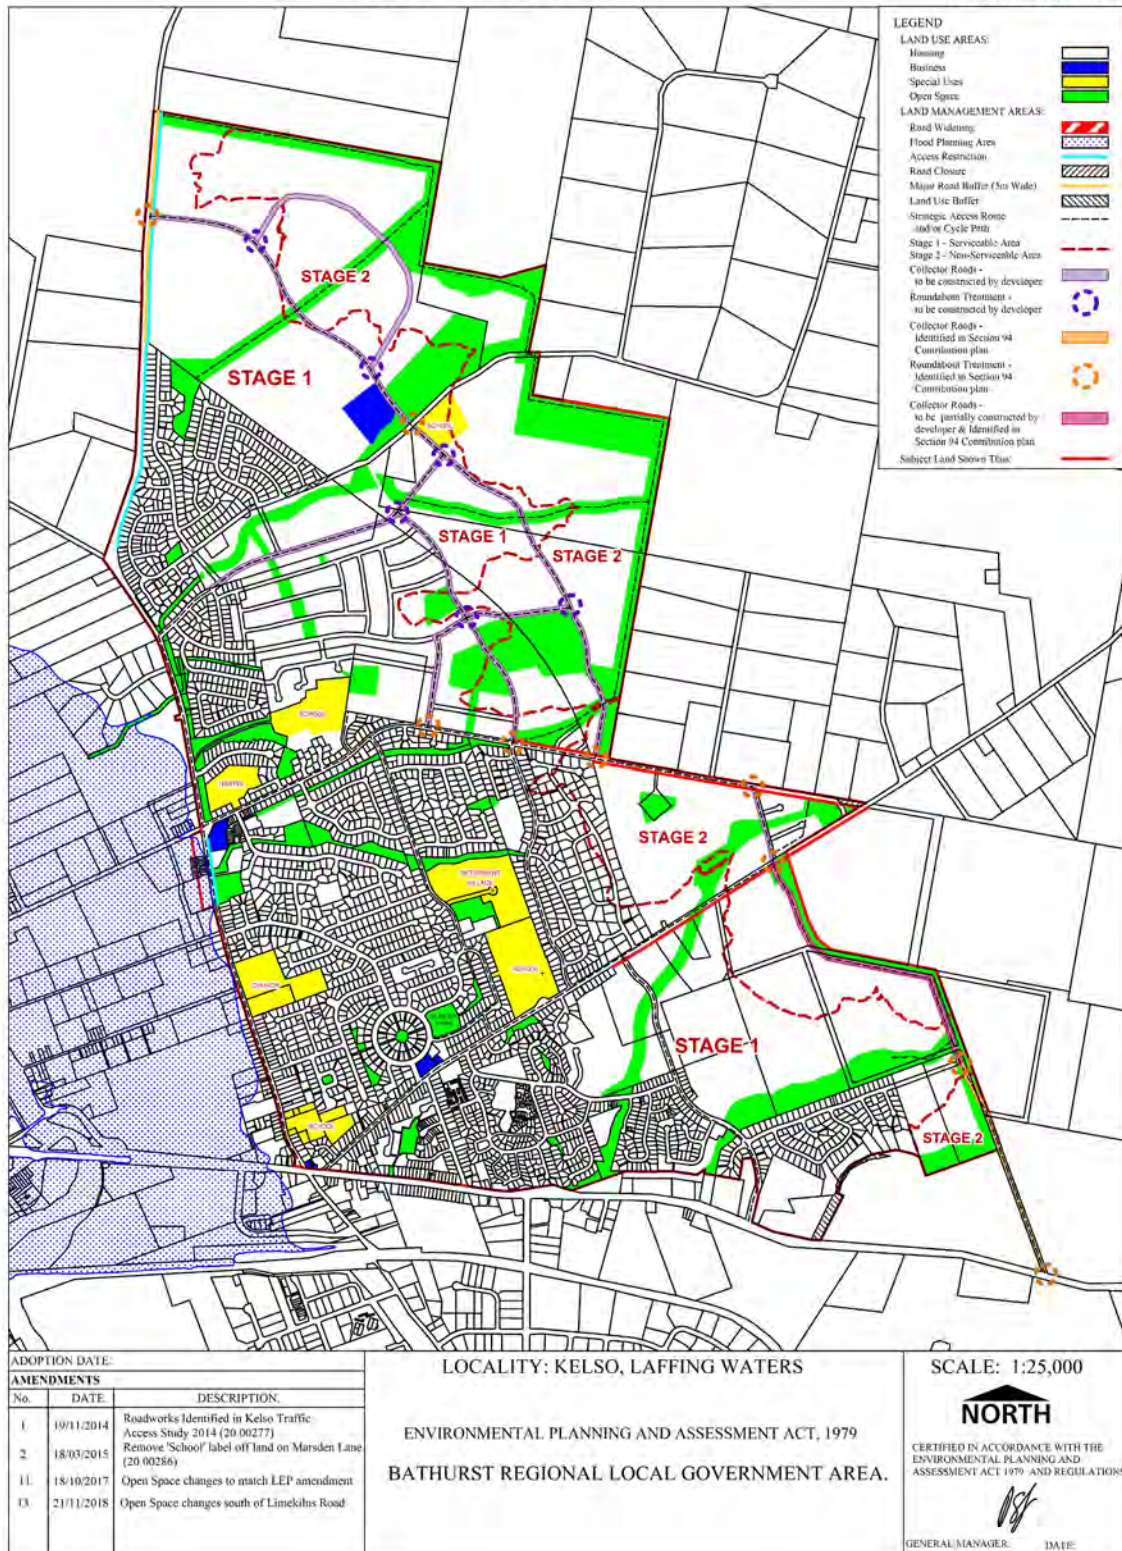 LEGEND
LAND USE AREAS:
Housing
Business
Special Uses
Open Space
LAND MANAGEMENT AREAS:
Road Widening
Flood Planning Area
Access Restriction
Road Closure
Major Road Buffer (5m Wide)
Land Use Buffer
Strategic Access Route
and/or Cycle Path
Stage 1 - Serviceable Area
Stage 2 - Non-Serviceable Area
Collector Roads -
to be constructed by developer
Roundabout Treatment -
to be constructed by developer
Collector Roads -
Identified in Section 94
Contribution plan
Roundabout Treatment -
Identified in Section 94
Contribution plan
Collector Roads -
to be partially constructed by
developer & Identified in
Section 94 Contribution plan
Subject Land Shown Thus:
STAGE 2
STAGE 1
SCHOOL
STAGE 1
STAGE 2
SCHOOL
STAGE 2
RETIREMENT
VILLAGE
CHURCH
STAGE 1
SCHOOL
STAGE 2
ADOPTION DATE:
AMENDMENTS
No. DATE. DESCRIPTION.
1 19/11/2014 Roadworks Identified in Kelso Traffic
Access Study 2014 (20.00277)
2 18/03/2015 Remove 'School' label off land on Marsden Lane
(20.00286)
11. 18/10/2017 Open Space changes to match LEP amendment
13 21/11/2018 Open Space changes south of Limekilns Road
LOCALITY: KELSO, LAFFING WATERS
ENVIRONMENTAL PLANNING AND ASSESSMENT ACT, 1979
BATHURST REGIONAL LOCAL GOVERNMENT AREA.
SCALE: 1:25,000
NORTH
CERTIFIED IN ACCORDANCE WITH THE
ENVIRONMENTAL PLANNING AND
ASSESSMENT ACT 1979 AND REGULATIONS
GENERAL MANAGER: DATE: